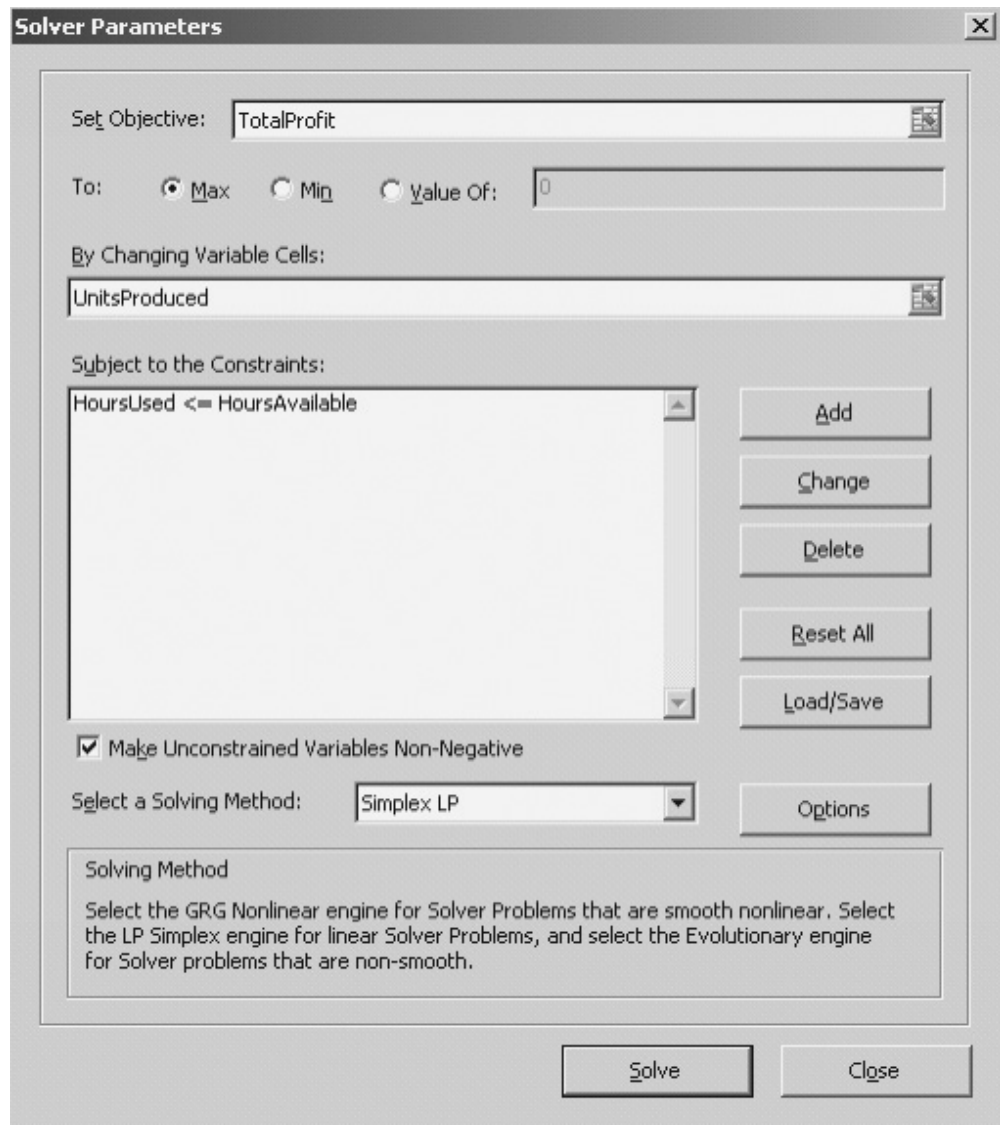 Solver Parameters
Set Objective: TotalProfit
To: Max Min Value Of: 0
By Changing Variable Cells:
UnitsProduced
Subject to the Constraints:
HoursUsed <= HoursAvailable
Add
Change
Delete
Reset All
Load/Save
Make Unconstrained Variables Non-Negative
Select a Solving Method: Simplex LP Options
Solving Method
Select the GRG Nonlinear engine for Solver Problems that are smooth nonlinear. Select
the LP Simplex engine for linear Solver Problems, and select the Evolutionary engine
for Solver problems that are non-smooth.
Solve Close